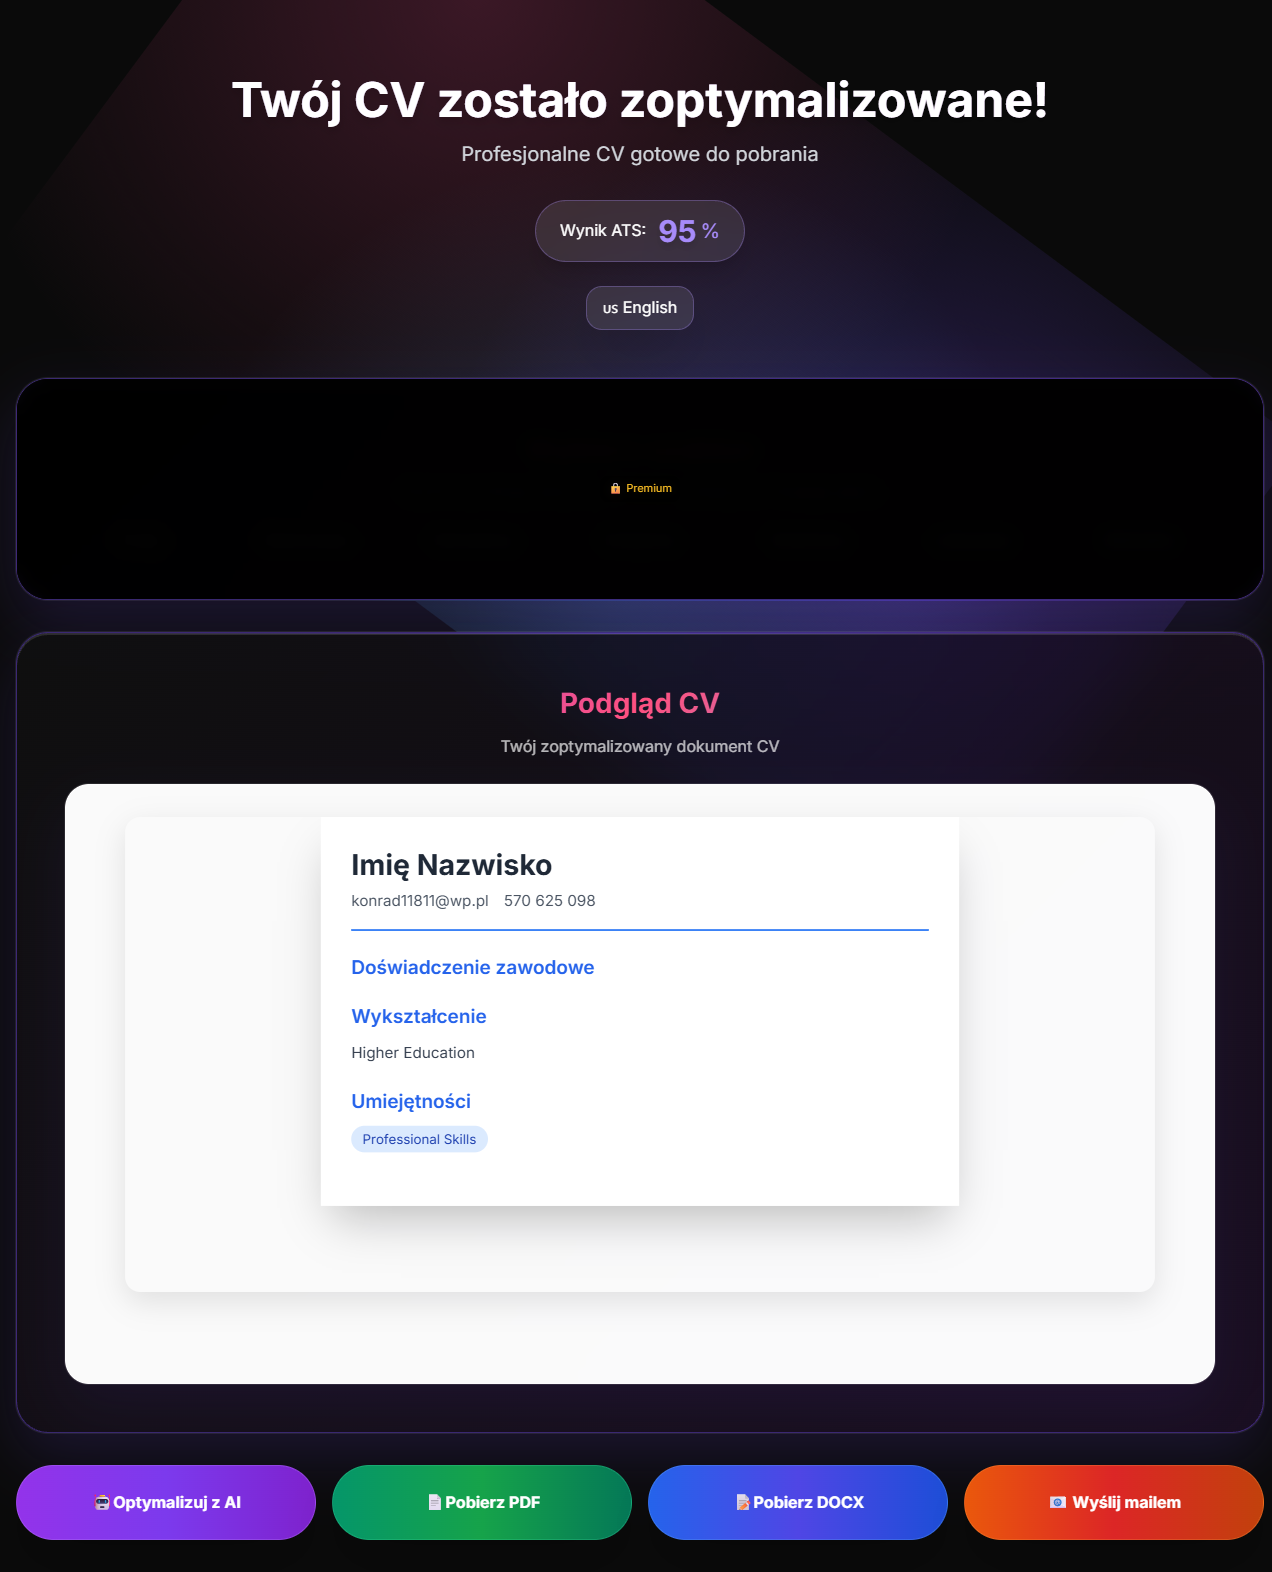 Twój CV zostało zoptymalizowane!
Profesjonalne CV gotowe do pobrania
Wynik ATS: 95 %
US English
🔒 Premium
Podgląd CV
Twój zoptymalizowany dokument CV
Imię Nazwisko
konrad11811@wp.pl 570 625 098
Doświadczenie zawodowe
Wykształcenie
Higher Education
Umiejętności
Professional Skills
🤖 Optymalizuj z AI
📄 Pobierz PDF
📝 Pobierz DOCX
📧 Wyślij mailem